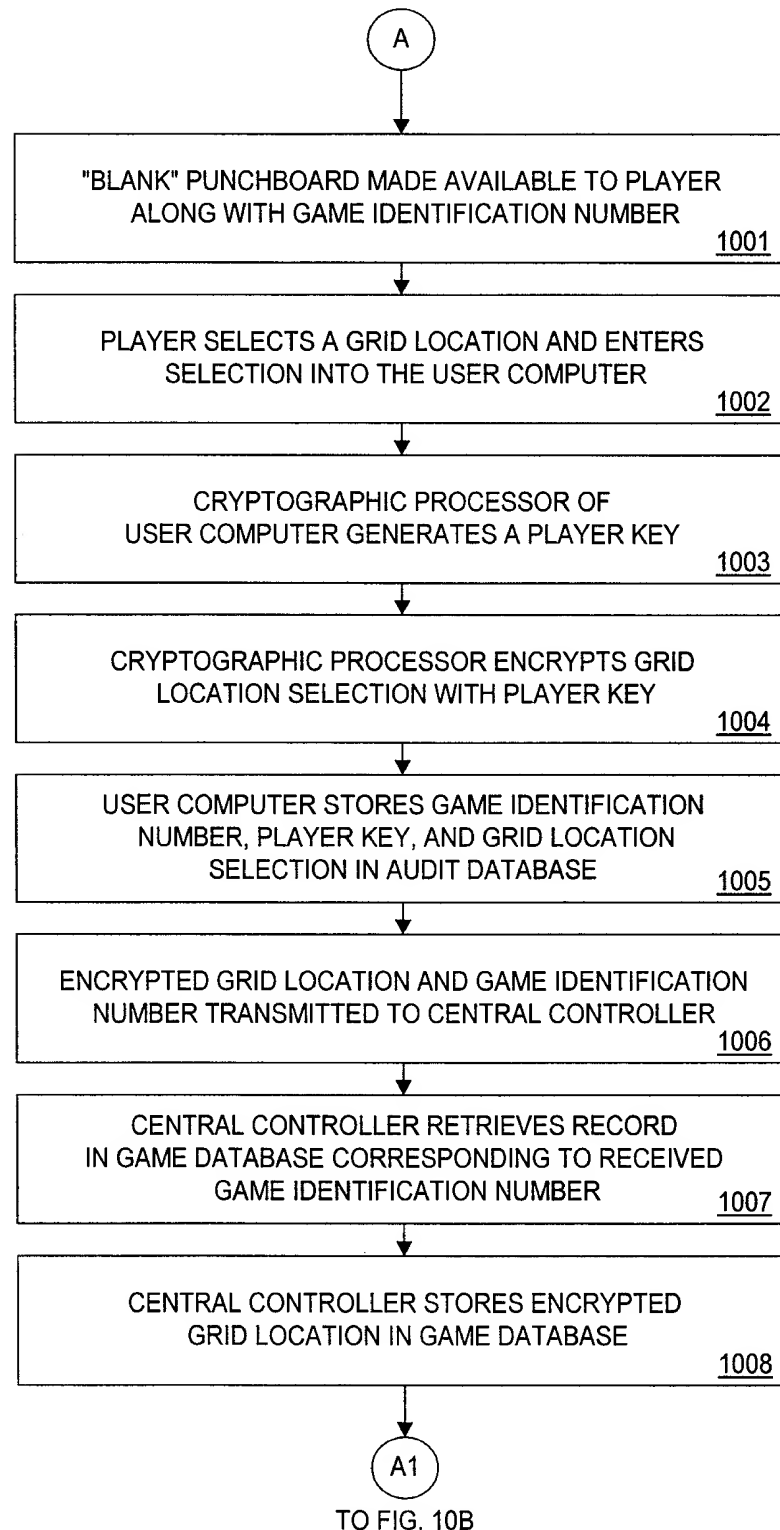 A
"BLANK" PUNCHBOARD MADE AVAILABLE TO PLAYER
ALONG WITH GAME IDENTIFICATION NUMBER
1001
PLAYER SELECTS A GRID LOCATION AND ENTERS
SELECTION INTO THE USER COMPUTER
1002
CRYPTOGRAPHIC PROCESSOR OF
USER COMPUTER GENERATES A PLAYER KEY
1003
CRYPTOGRAPHIC PROCESSOR ENCRYPTS GRID
LOCATION SELECTION WITH PLAYER KEY
1004
USER COMPUTER STORES GAME IDENTIFICATION
NUMBER, PLAYER KEY, AND GRID LOCATION
SELECTION IN AUDIT DATABASE
1005
ENCRYPTED GRID LOCATION AND GAME IDENTIFICATION
NUMBER TRANSMITTED TO CENTRAL CONTROLLER
1006
CENTRAL CONTROLLER RETRIEVES RECORD
IN GAME DATABASE CORRESPONDING TO RECEIVED
GAME IDENTIFICATION NUMBER
1007
CENTRAL CONTROLLER STORES ENCRYPTED
GRID LOCATION IN GAME DATABASE
1008
A1
TO FIG. 10B